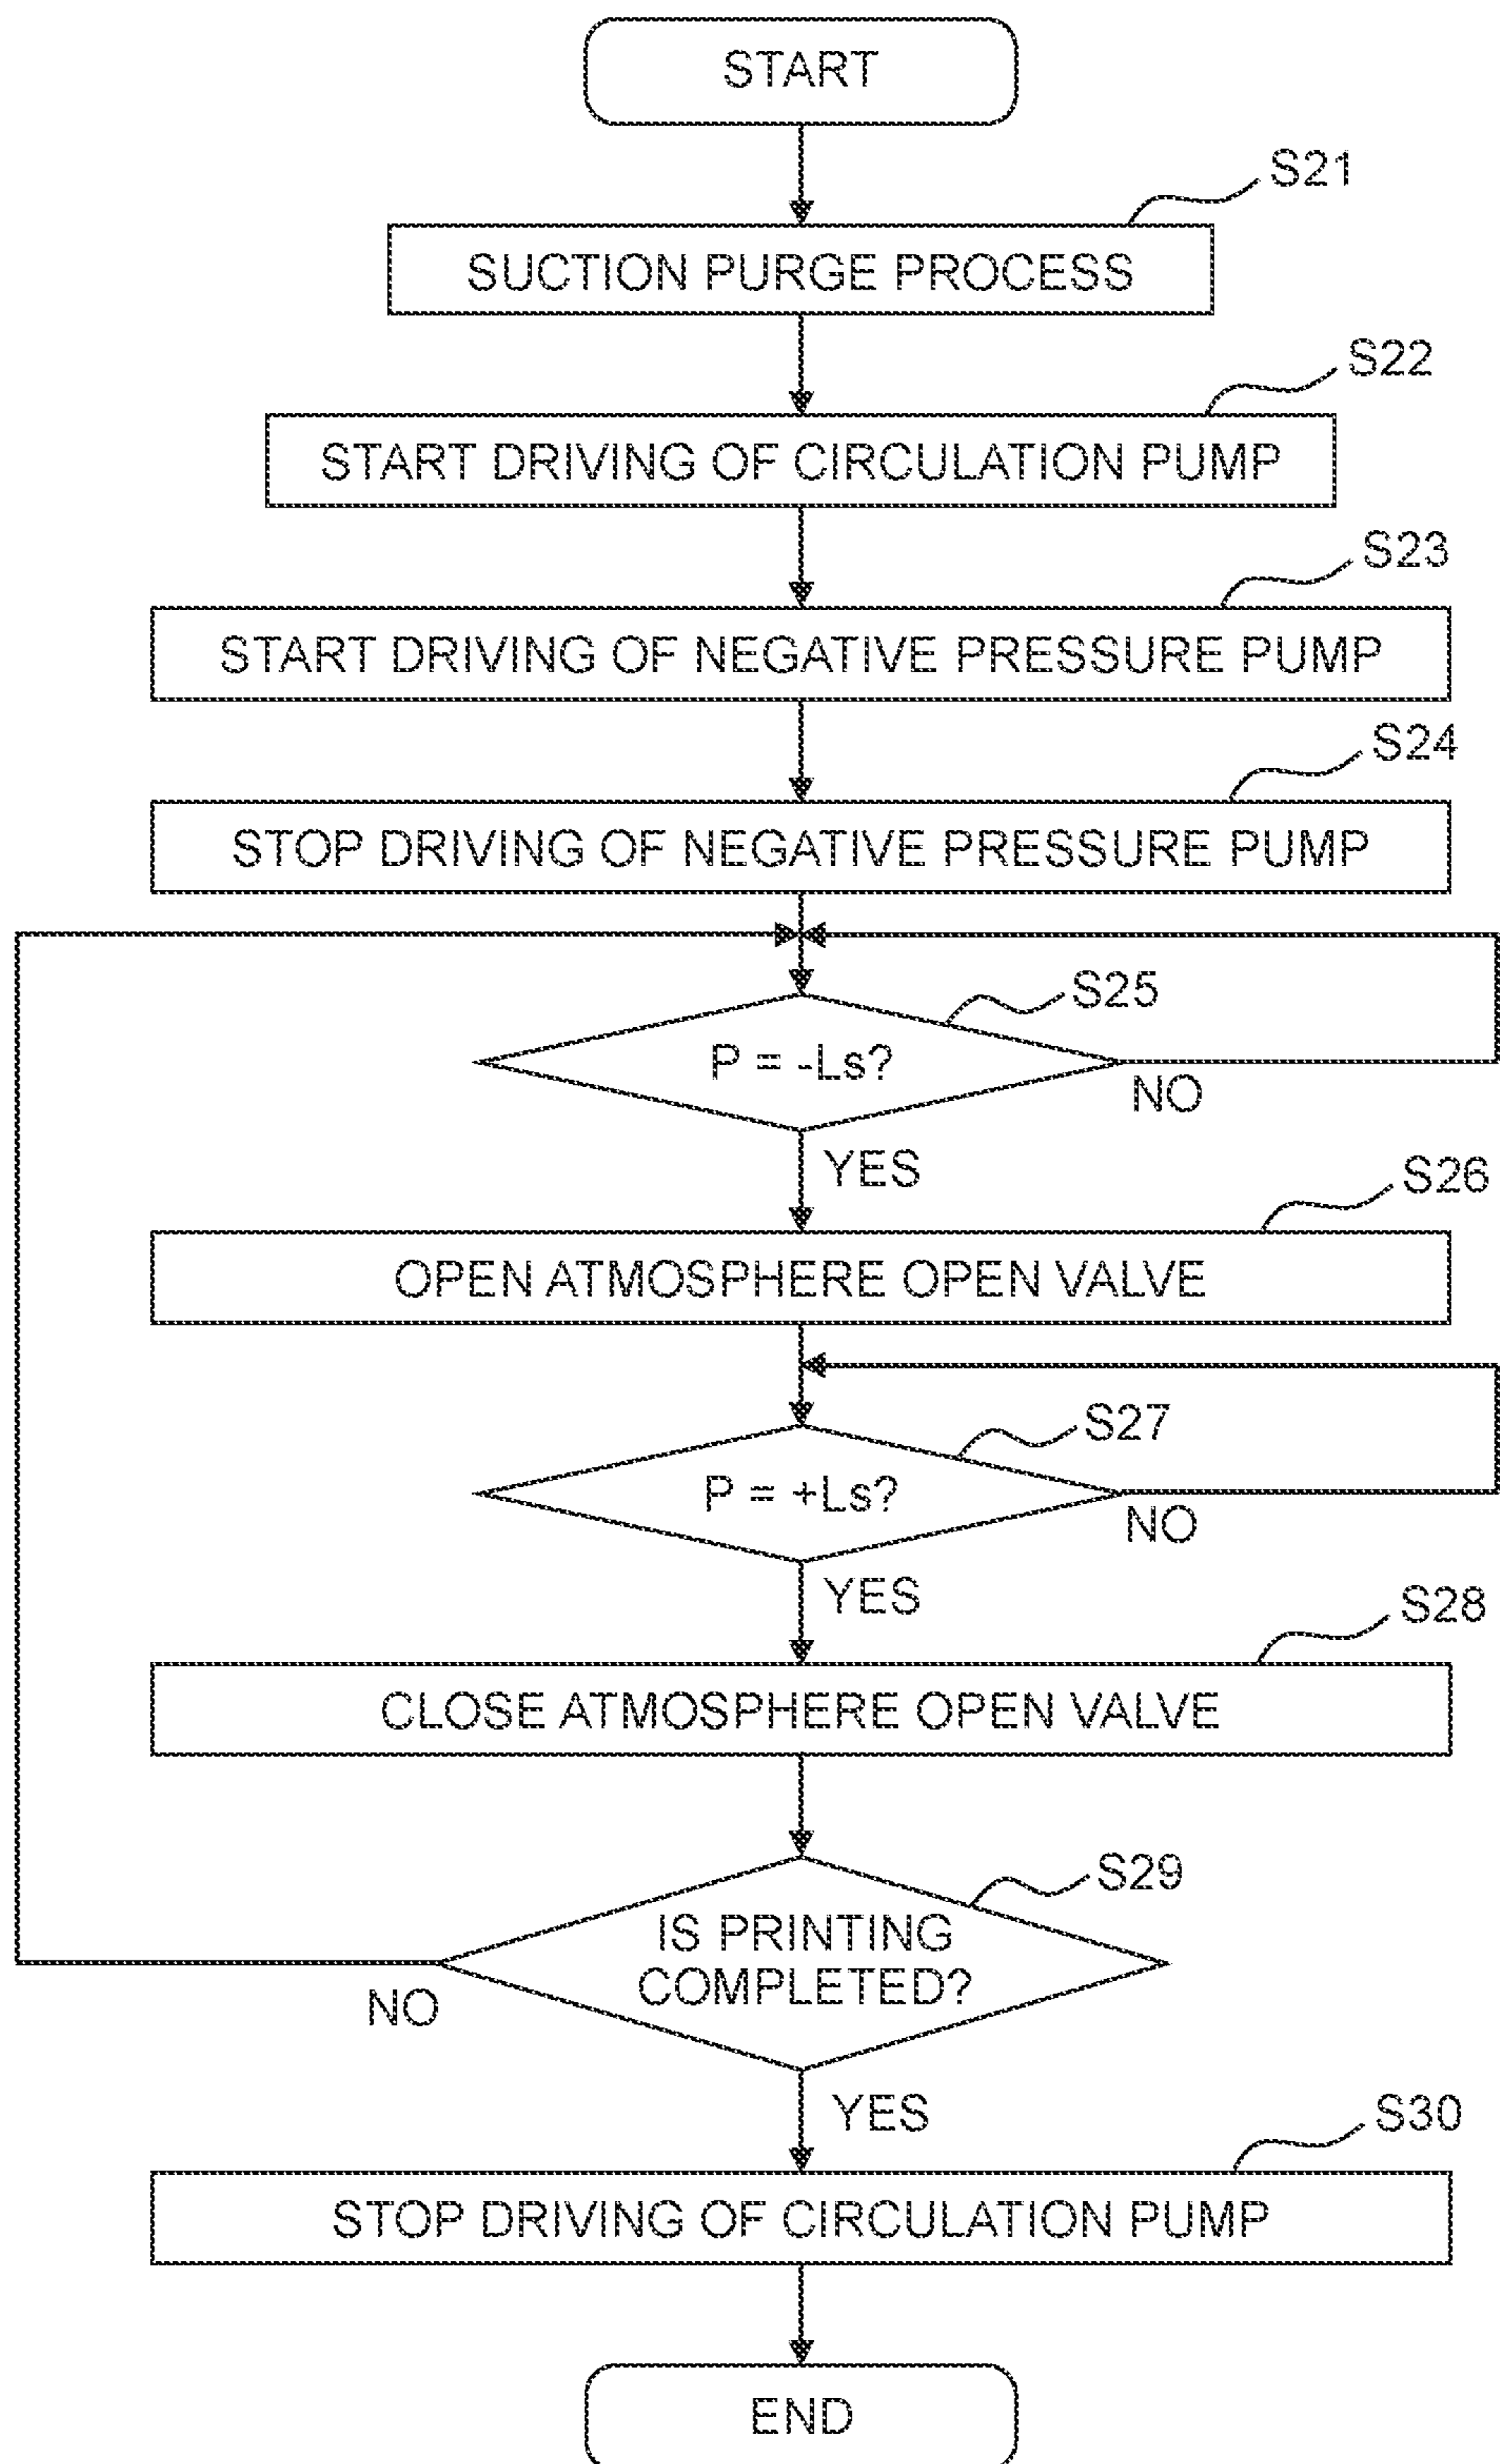 START
S21
SUCTION PURGE PROCESS
S22
START DRIVING OF CIRCULATION PUMP
S23
START DRIVING OF NEGATIVE PRESSURE PUMP
S24
STOP DRIVING OF NEGATIVE PRESSURE PUMP
S25
P = -Ls?
NO
YES
S26
OPEN ATMOSPHERE OPEN VALVE
S27
P = +Ls?
NO
YES
S28
CLOSE ATMOSPHERE OPEN VALVE
S29
IS PRINTING
COMPLETED?
NO
YES
S30
STOP DRIVING OF CIRCULATION PUMP
END